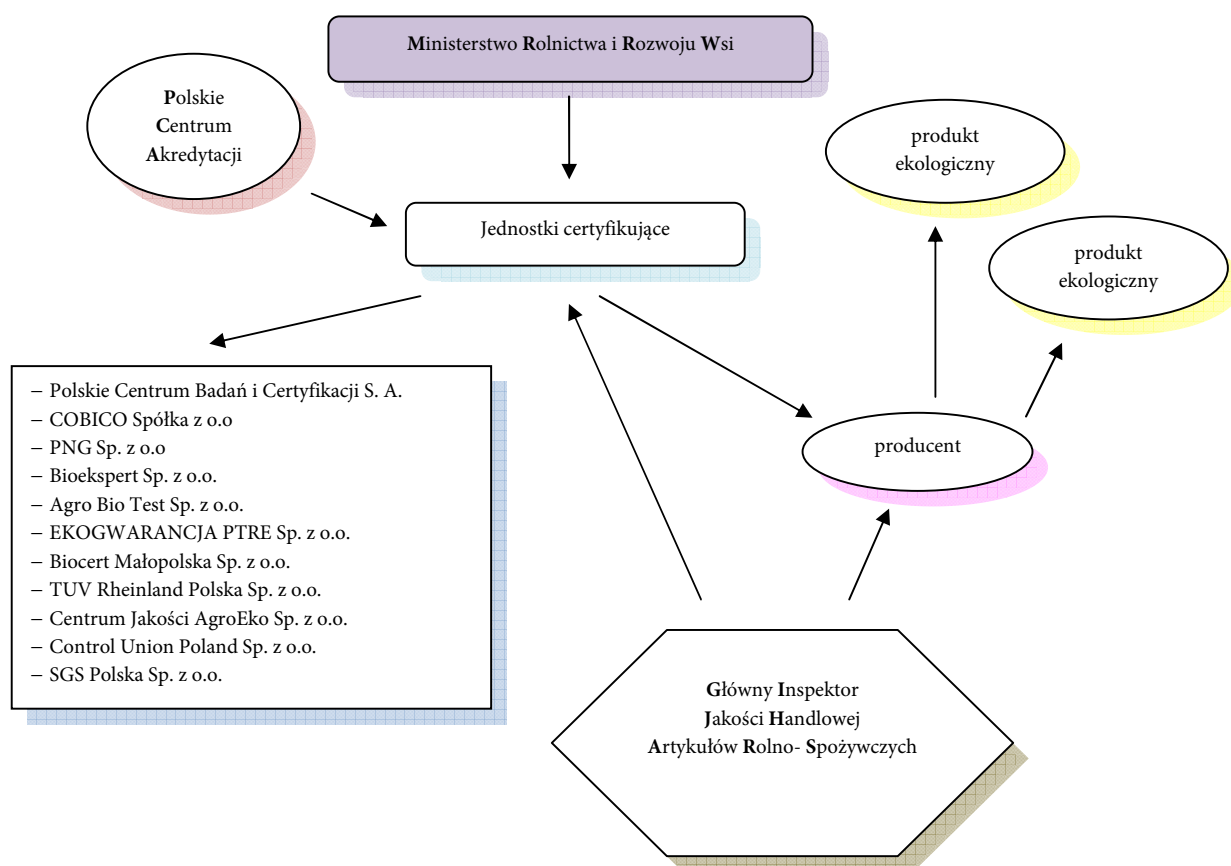 Ministerstwo Rolnictwa i Rozwoju Wsi
Polskie
Centrum
Akredytacji
produkt
ekologiczny
Jednostki certyfikujące
produkt
ekologiczny
– Polskie Centrum Badań i Certyfikacji S. A.
– COBICO Spółka z o.o
– PNG Sp. z o.o
– Bioekspert Sp. z o.o.
– Agro Bio Test Sp. z o.o.
– EKOGWARANCJA PTRE Sp. z o.o.
– Biocert Małopolska Sp. z o.o.
– TUV Rheinland Polska Sp. z o.o.
– Centrum Jakości AgroEko Sp. z o.o.
– Control Union Poland Sp. z o.o.
– SGS Polska Sp. z o.o.
producent
Główny Inspektor
Jakości Handlowej
Artykułów Rolno- Spożywczych